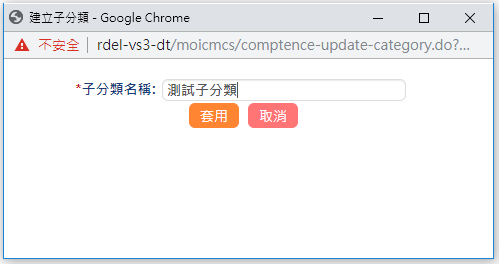 建立子分類 - Google Chrome
不安全 | rdel-vs3-dt/moicmcs/comptence-update-category.do?...
*子分類名稱: 測試子分類
套用 取消